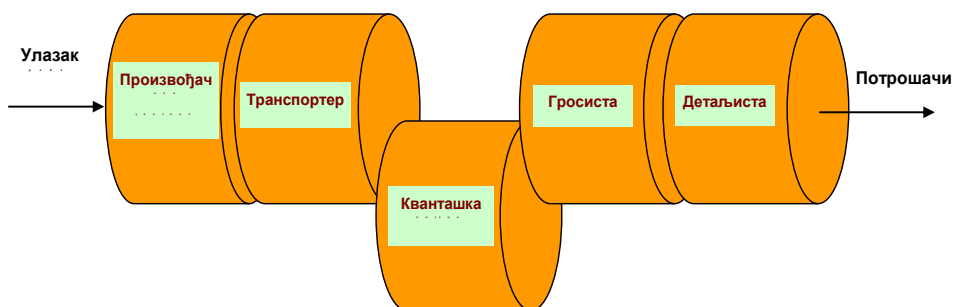 Улазак
Произвођач
Транспортер
Кванташка
Гросиста
Детаљиста
Потрошачи